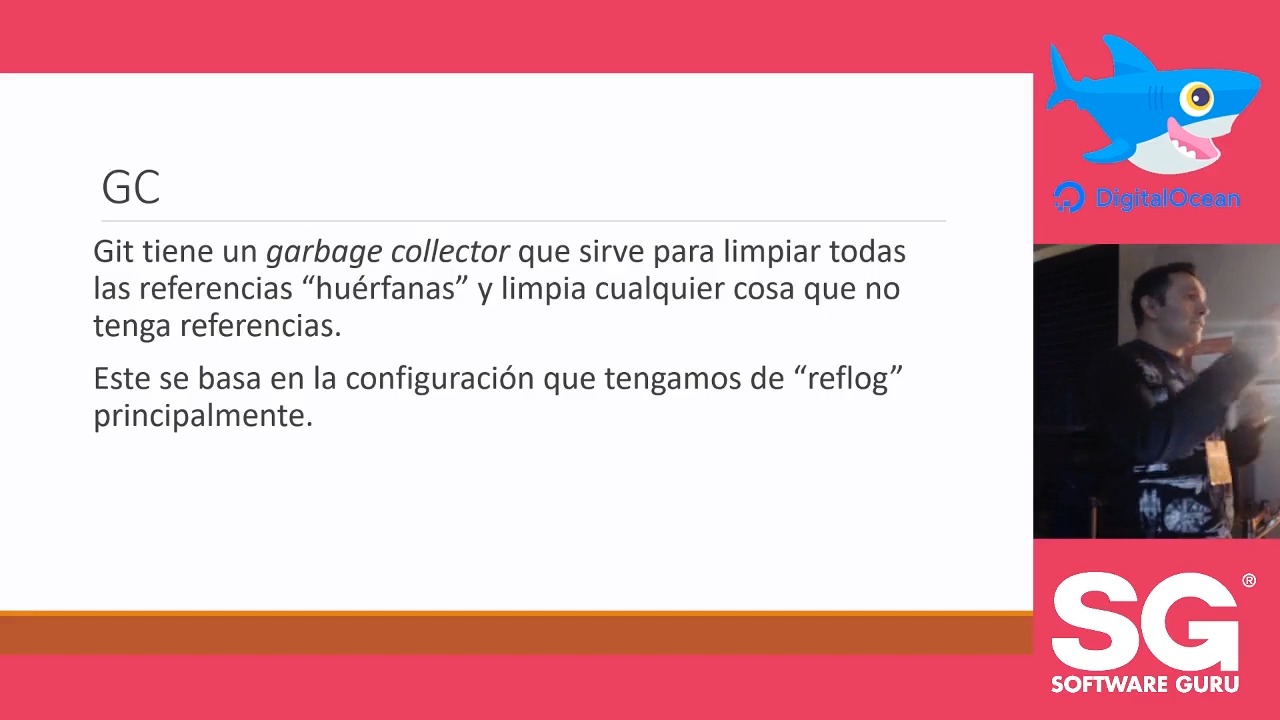 GC
Git tiene un garbage collector que sirve para limpiar todas
las referencias “huérfanas” y limpia cualquier cosa que no
tenga referencias.
Este se basa en la configuración que tengamos de “reflog”
principalmente.
DigitalOcean
SG®
SOFTWARE GURU